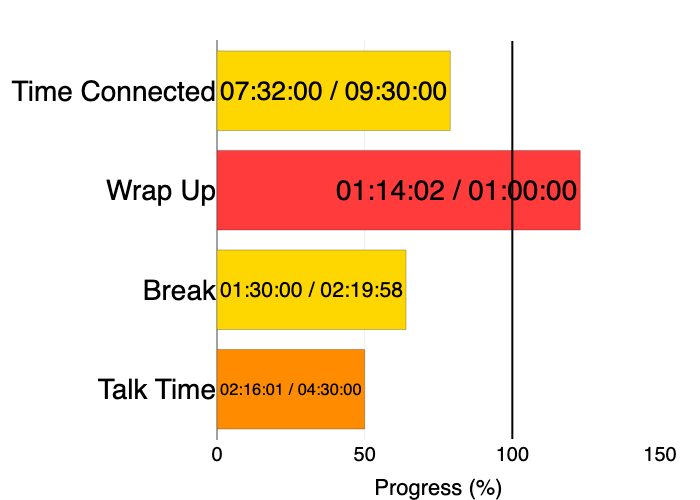 Time Connected 07:32:00 / 09:30:00
Wrap Up 01:14:02 / 01:00:00
Break 01:30:00 / 02:19:58
Talk Time 02:16:01 / 04:30:00
0 50 100 150
Progress (%)